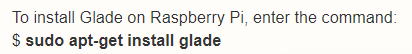 To install Glade on Raspberry Pi, enter the command:
$ sudo apt-get install glade